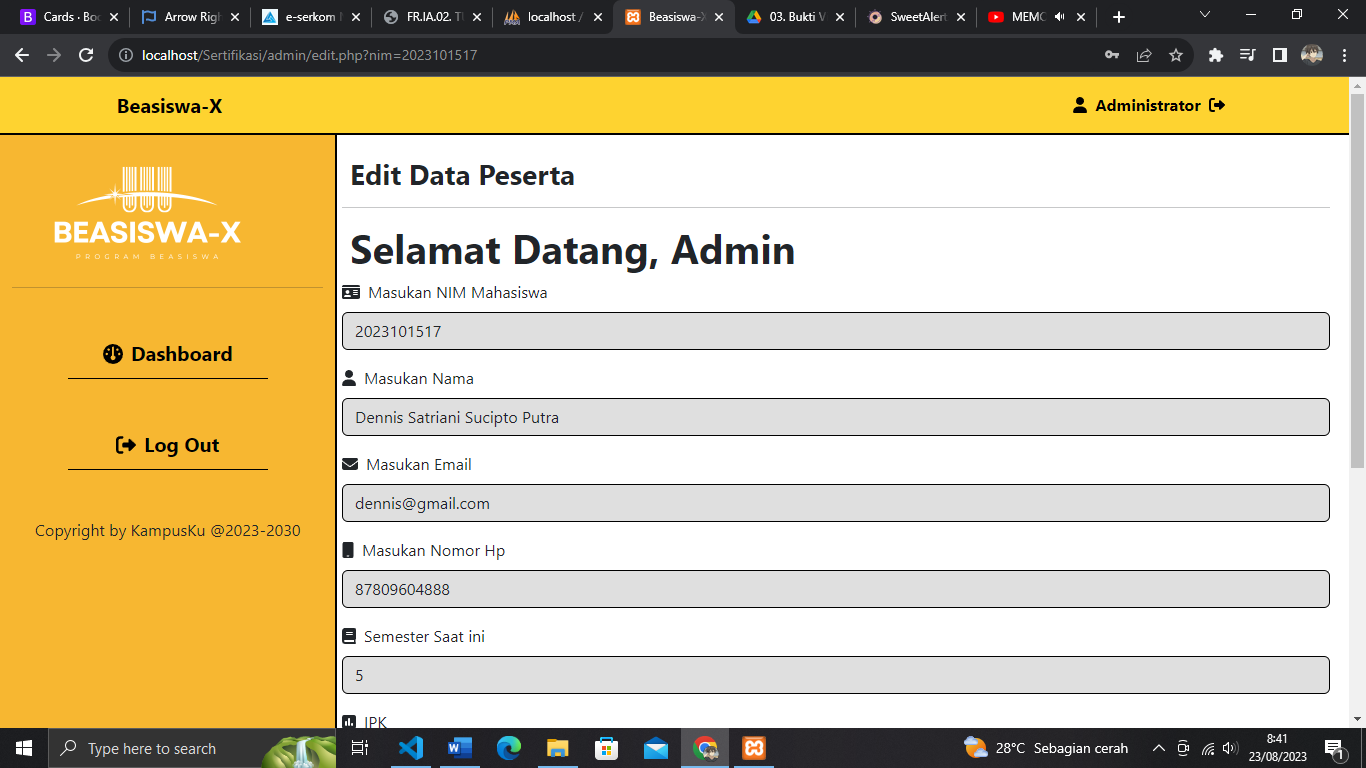 Cards · Bo
Arrow Righ
e-serkom
FR.IA.02. T
localhost /
Beasiswa-X
03. Bukti
SweetAlert
MEMO
localhost/Sertifikasi/admin/edit.php?nim=2023101517
Beasiswa-X
Administrator
BEASISWA-X
PROGRAM BEASISWA
Dashboard
Log Out
Copyright by KampusKu @2023-2030
Edit Data Peserta
Selamat Datang, Admin
Masukan NIM Mahasiswa
2023101517
Masukan Nama
Dennis Satriani Sucipto Putra
Masukan Email
dennis@gmail.com
Masukan Nomor Hp
87809604888
Semester Saat ini
5
IPK
Type here to search
28°C Sebagian cerah
8:41
23/08/2023
1